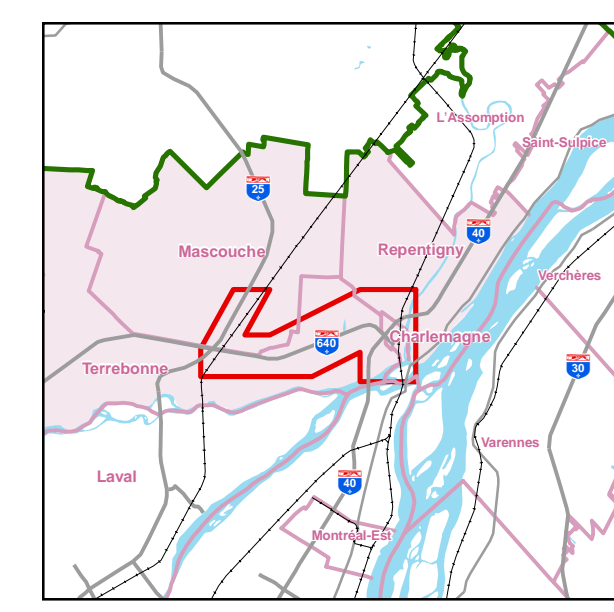 L'Assomption
Saint-Sulpice
25
Mascouche
Repentigny
40
Verchères
640
Charlemagne
Terrebonne
30
Varennes
Laval
40
Montréal-Est